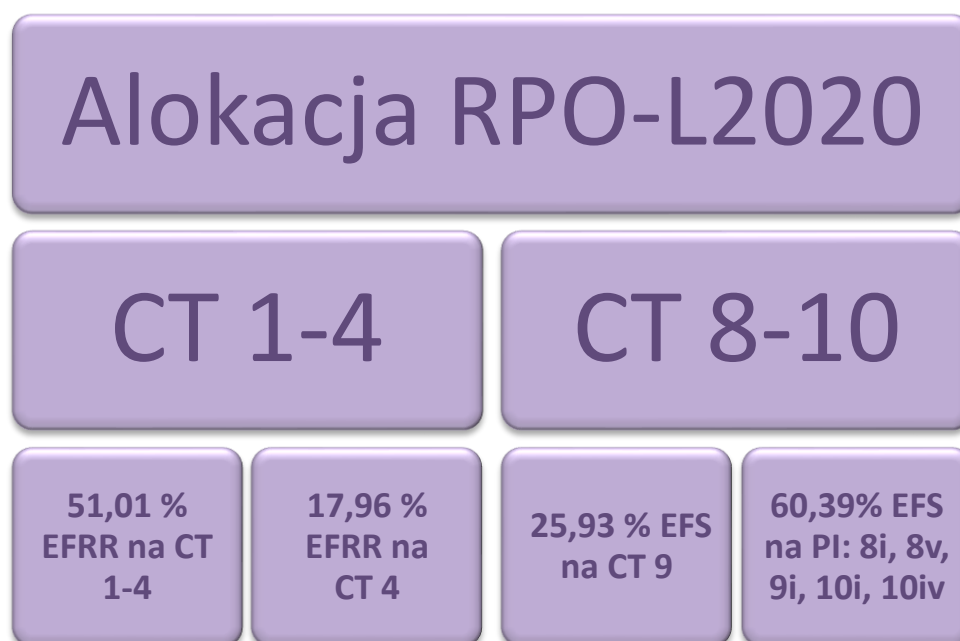 Alokacja RPO-L2020
CT 1-4
CT 8-10
51,01 %
EFRR na CT
1-4
17,96 %
EFRR na
CT 4
25,93 % EFS
na CT 9
60,39% EFS
na PI: 8i, 8v,
9i, 10i, 10iv